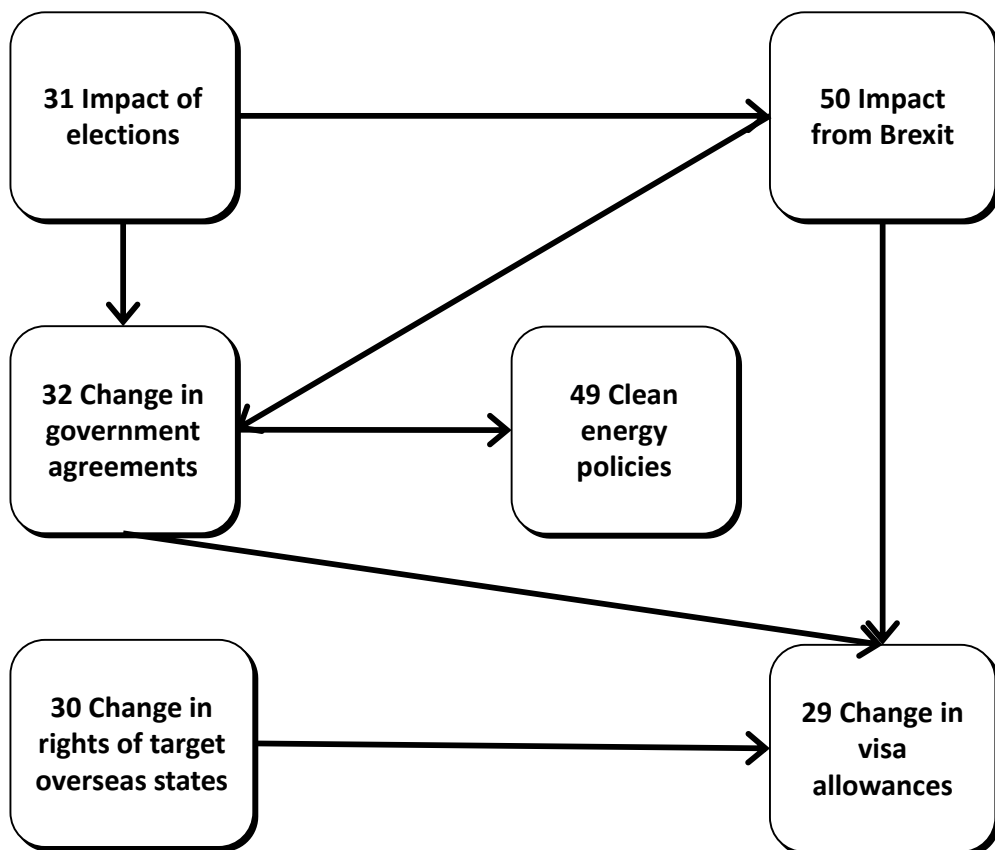 31 Impact of
elections
50 Impact
from Brexit
32 Change in
government
agreements
49 Clean
energy
policies
30 Change in
rights of target
overseas states
29 Change in
visa
allowances